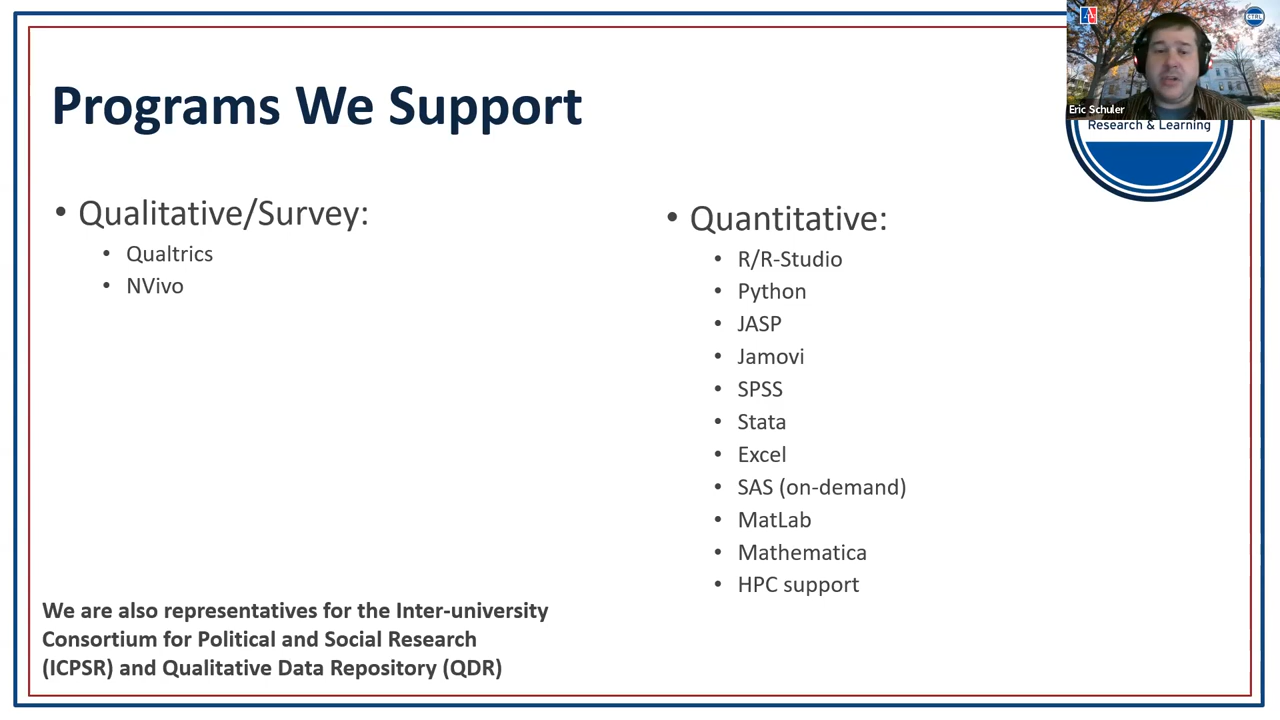 Programs We Support
• Qualitative/Survey:
• Qualtrics
• NVivo
We are also representatives for the Inter-university
Consortium for Political and Social Research
(ICPSR) and Qualitative Data Repository (QDR)
• Quantitative:
• R/R-Studio
• Python
• JASP
• Jamovi
• SPSS
• Stata
• Excel
• SAS (on-demand)
• MatLab
• Mathematica
• HPC support
CTRL
Eric Schuler
Research & Learning